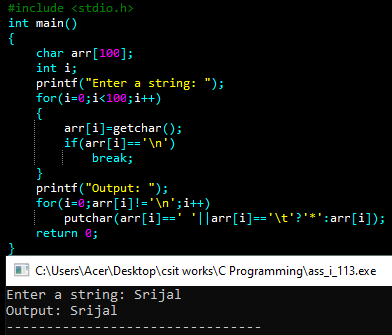 #include <stdio.h>
int main()
{
    char arr[100];
    int i;
    printf("Enter a string: ");
    for(i=0;i<100;i++)
    {
        arr[i]=getchar();
        if(arr[i]=='\n')
            break;
    }
    printf("Output: ");
    for(i=0;arr[i]!='\n';i++)
        putchar(arr[i]==' '||arr[i]=='\t'?'*':arr[i]);
    return 0;
}
C:\Users\Acer\Desktop\csit works\C Programming\ass_i_113.exe
Enter a string: Srijal
Output: Srijal
--------------------------------